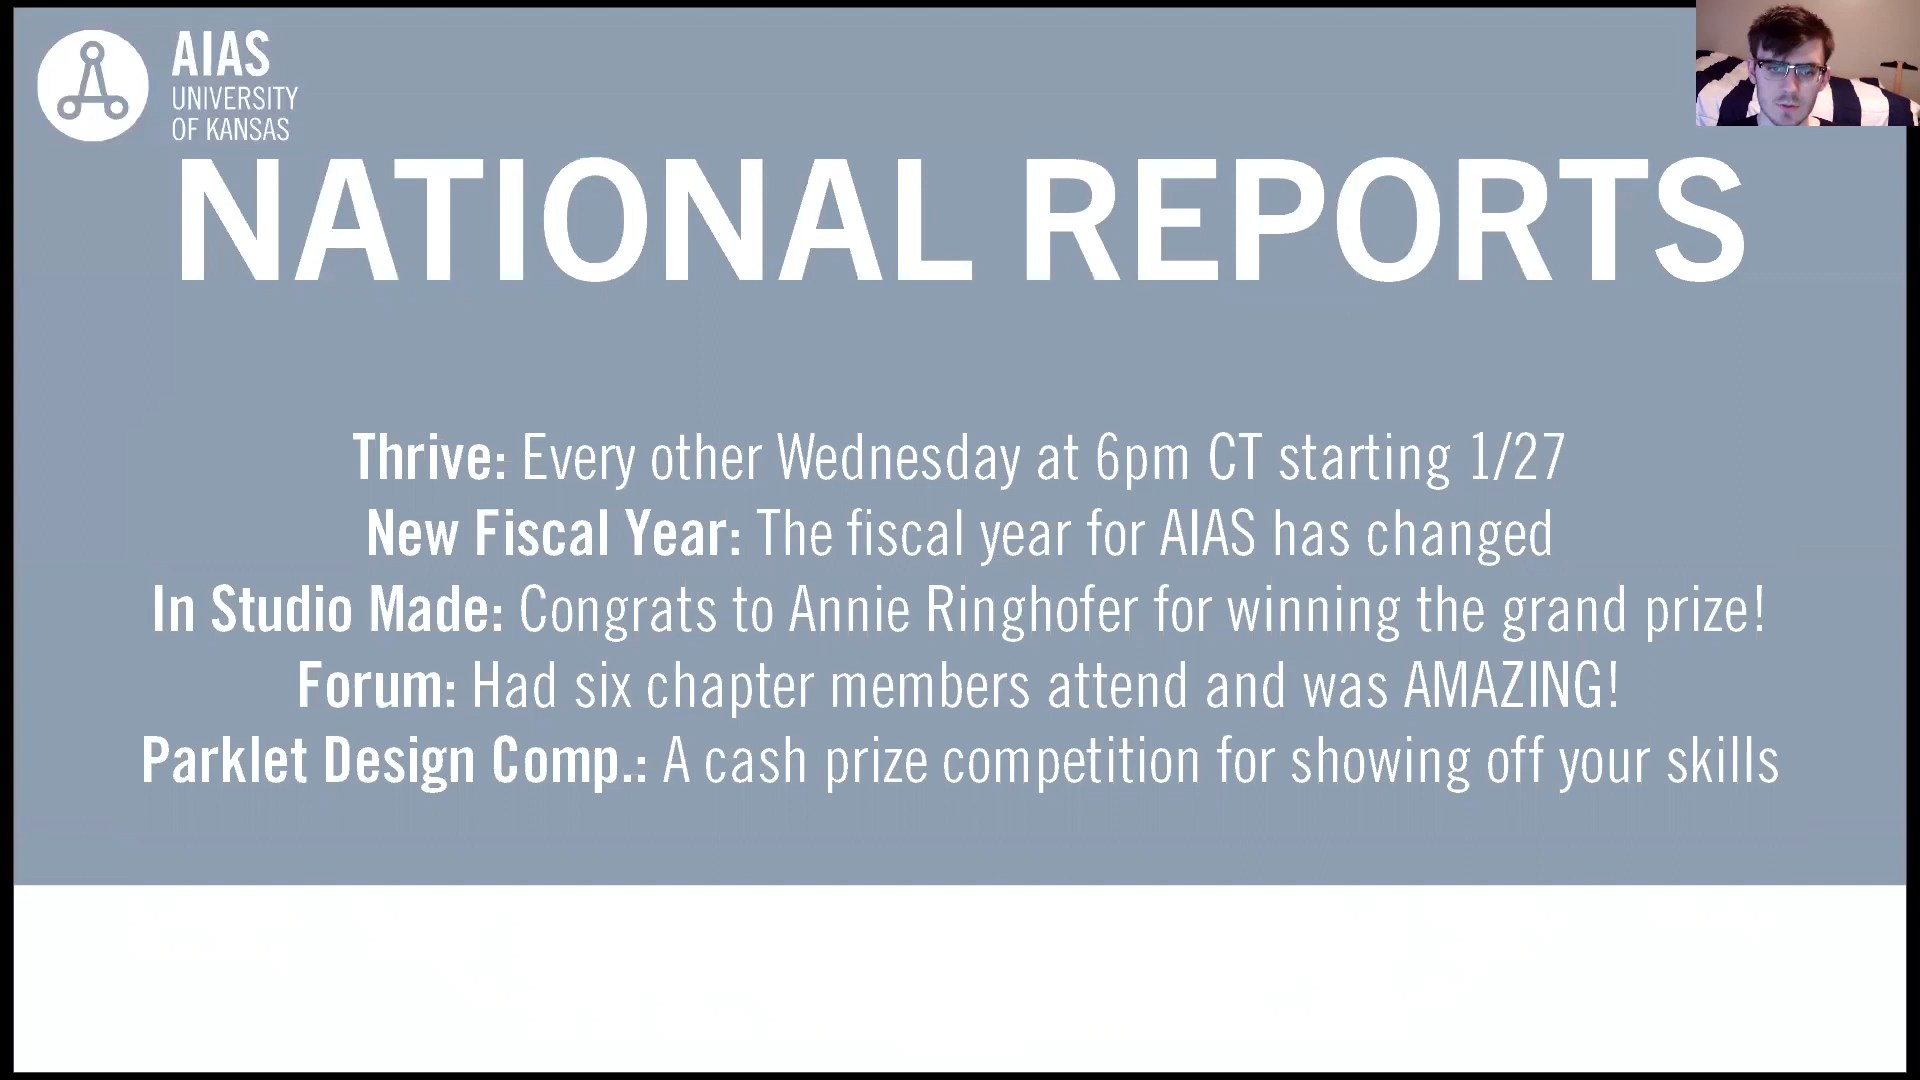 AIAS
UNIVERSITY
OF KANSAS
NATIONAL REPORTS
Thrive: Every other Wednesday at 6pm CT starting 1/27
New Fiscal Year: The fiscal year for AIAS has changed
In Studio Made: Congrats to Annie Ringhofer for winning the grand prize!
Forum: Had six chapter members attend and was AMAZING!
Parklet Design Comp.: A cash prize competition for showing off your skills